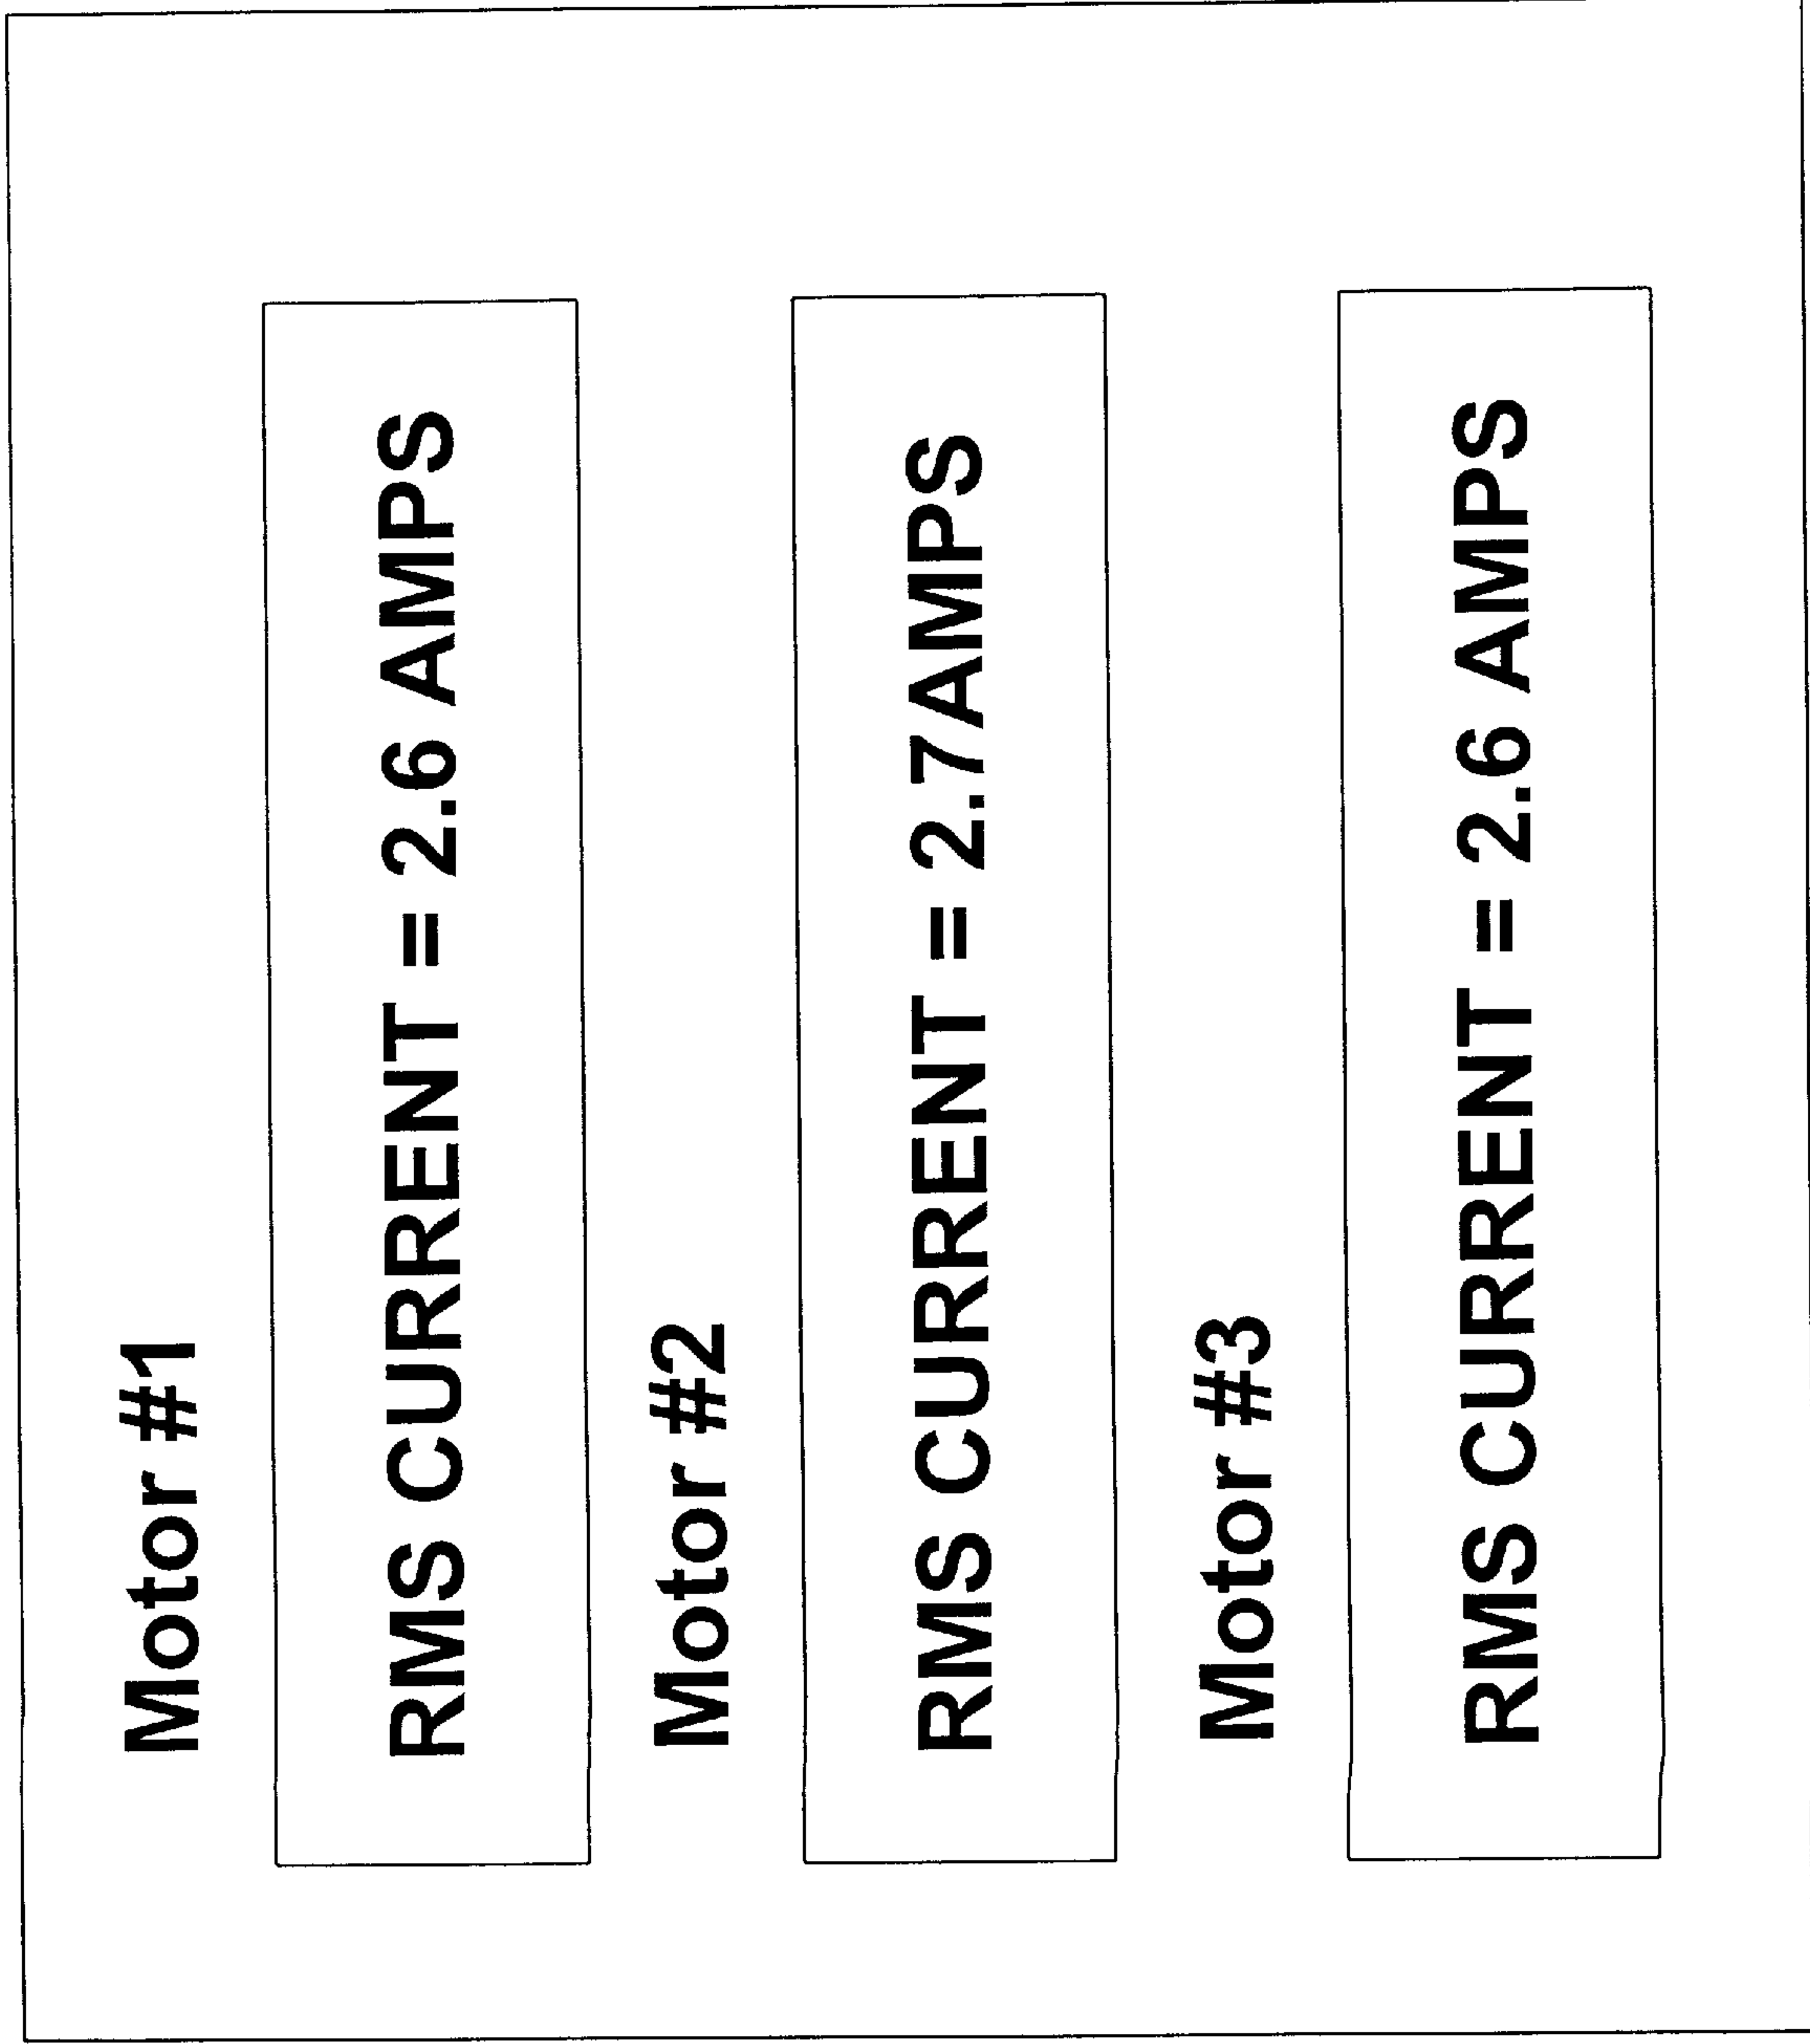 Motor #1
RMS CURRENT = 2.6 AMPS
Motor #2
RMS CURRENT = 2.7AMPS
Motor #3
RMS CURRENT = 2.6 AMPS